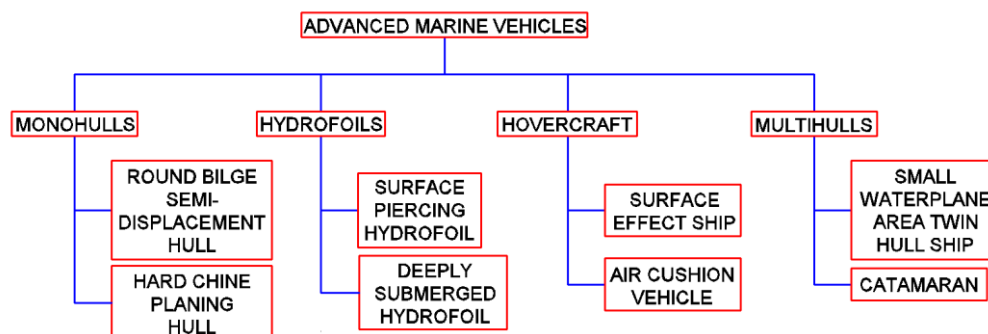 ADVANCED MARINE VEHICLES
MONOHULLS
HYDROFOILS
HOVERCRAFT
MULTIHULLS
ROUND BILGE
SEMI-
DISPLACEMENT
HULL
HARD CHINE
PLANING
HULL
SURFACE
PIERCING
HYDROFOIL
DEEPLY
SUBMERGED
HYDROFOIL
SURFACE
EFFECT SHIP
AIR CUSHION
VEHICLE
SMALL
WATERPLANE
AREA TWIN
HULL SHIP
CATAMARAN